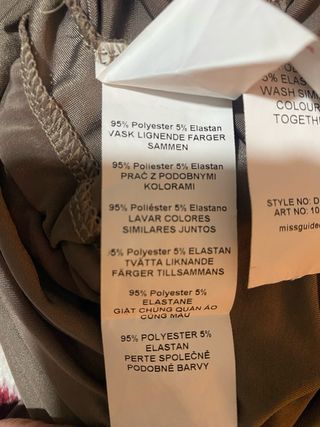 95% Polyester 5% Elastan
VASK LIGNENDE FARGER
SAMMEN
95% Polyester 5% Elastan
PRAĆ Z PODOBNYMI
KOLORAMI
95% Poliéster 5% Elastano
LAVAR COLORES
SIMILARES JUNTOS
95% Polyester 5% ELASTAN
TVÄTTA LIKNANDE
FÄRGER TILLSAMMANS
95% Polyester 5%
ELASTANE
GIẶT CHUNG QUẦN ÁO
CÙNG MÀU
95% POLYESTER 5%
ELASTAN
PERTE SPOLEČNĚ
PODOBNÉ BARVY
5% ELAS
WASH SIM
COLOUR
TOGETH
STYLE NO: D
ART NO: 10
missguide